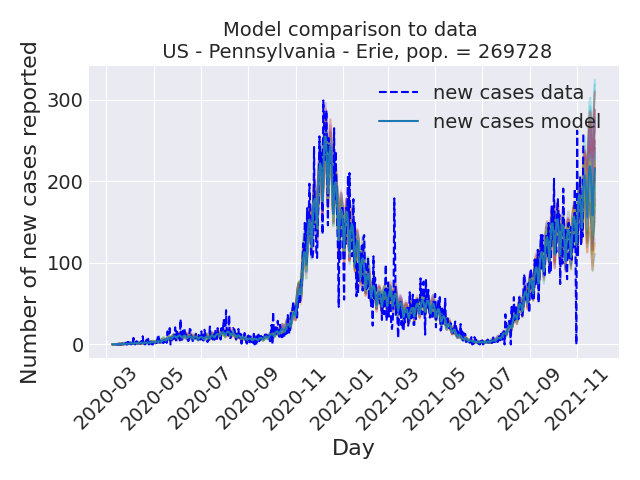 Model comparison to data
US - Pennsylvania - Erie, pop. = 269728
Number of new cases reported
300
200
100
0
new cases data
new cases model
2020-03
2020-05
2020-07
2020-09
2020-11
2021-01
2021-03
2021-05
2021-07
2021-09
2021-11
Day